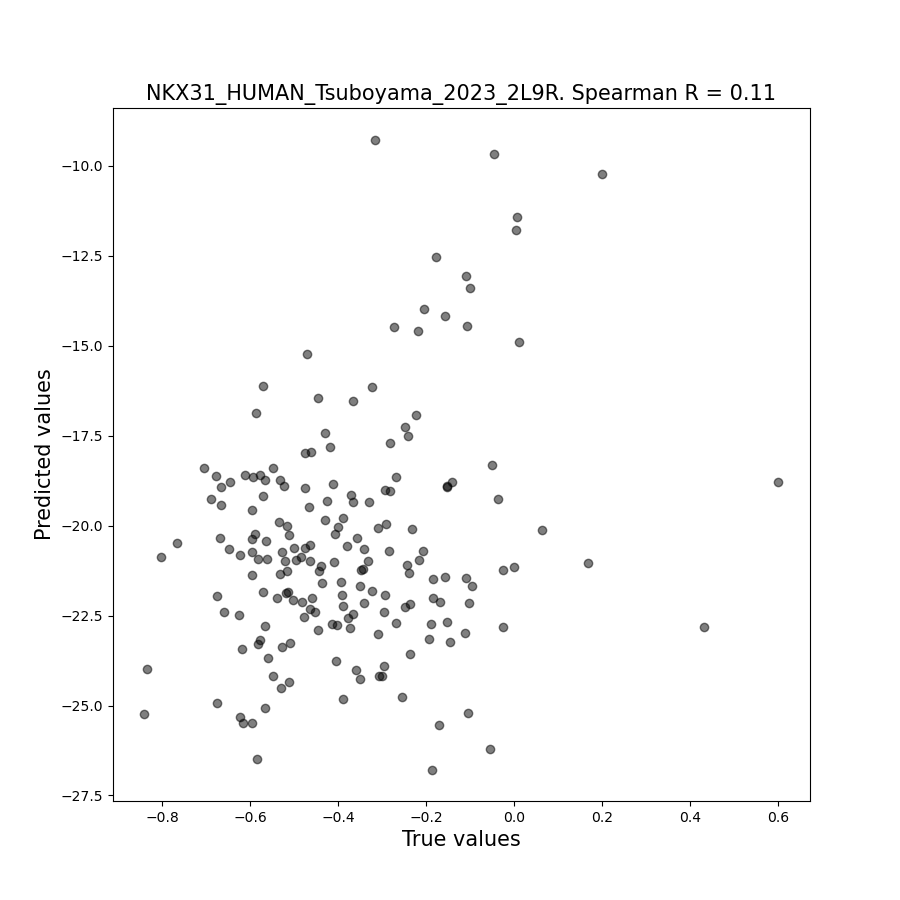 NKX31_HUMAN_Tsuboyama_2023_2L9R. Spearman R = 0.11
−10.0
−12.5
−15.0
−17.5
−20.0
−22.5
−25.0
−27.5
Predicted values
−0.8 −0.6 −0.4 −0.2 0.0 0.2 0.4 0.6
True values